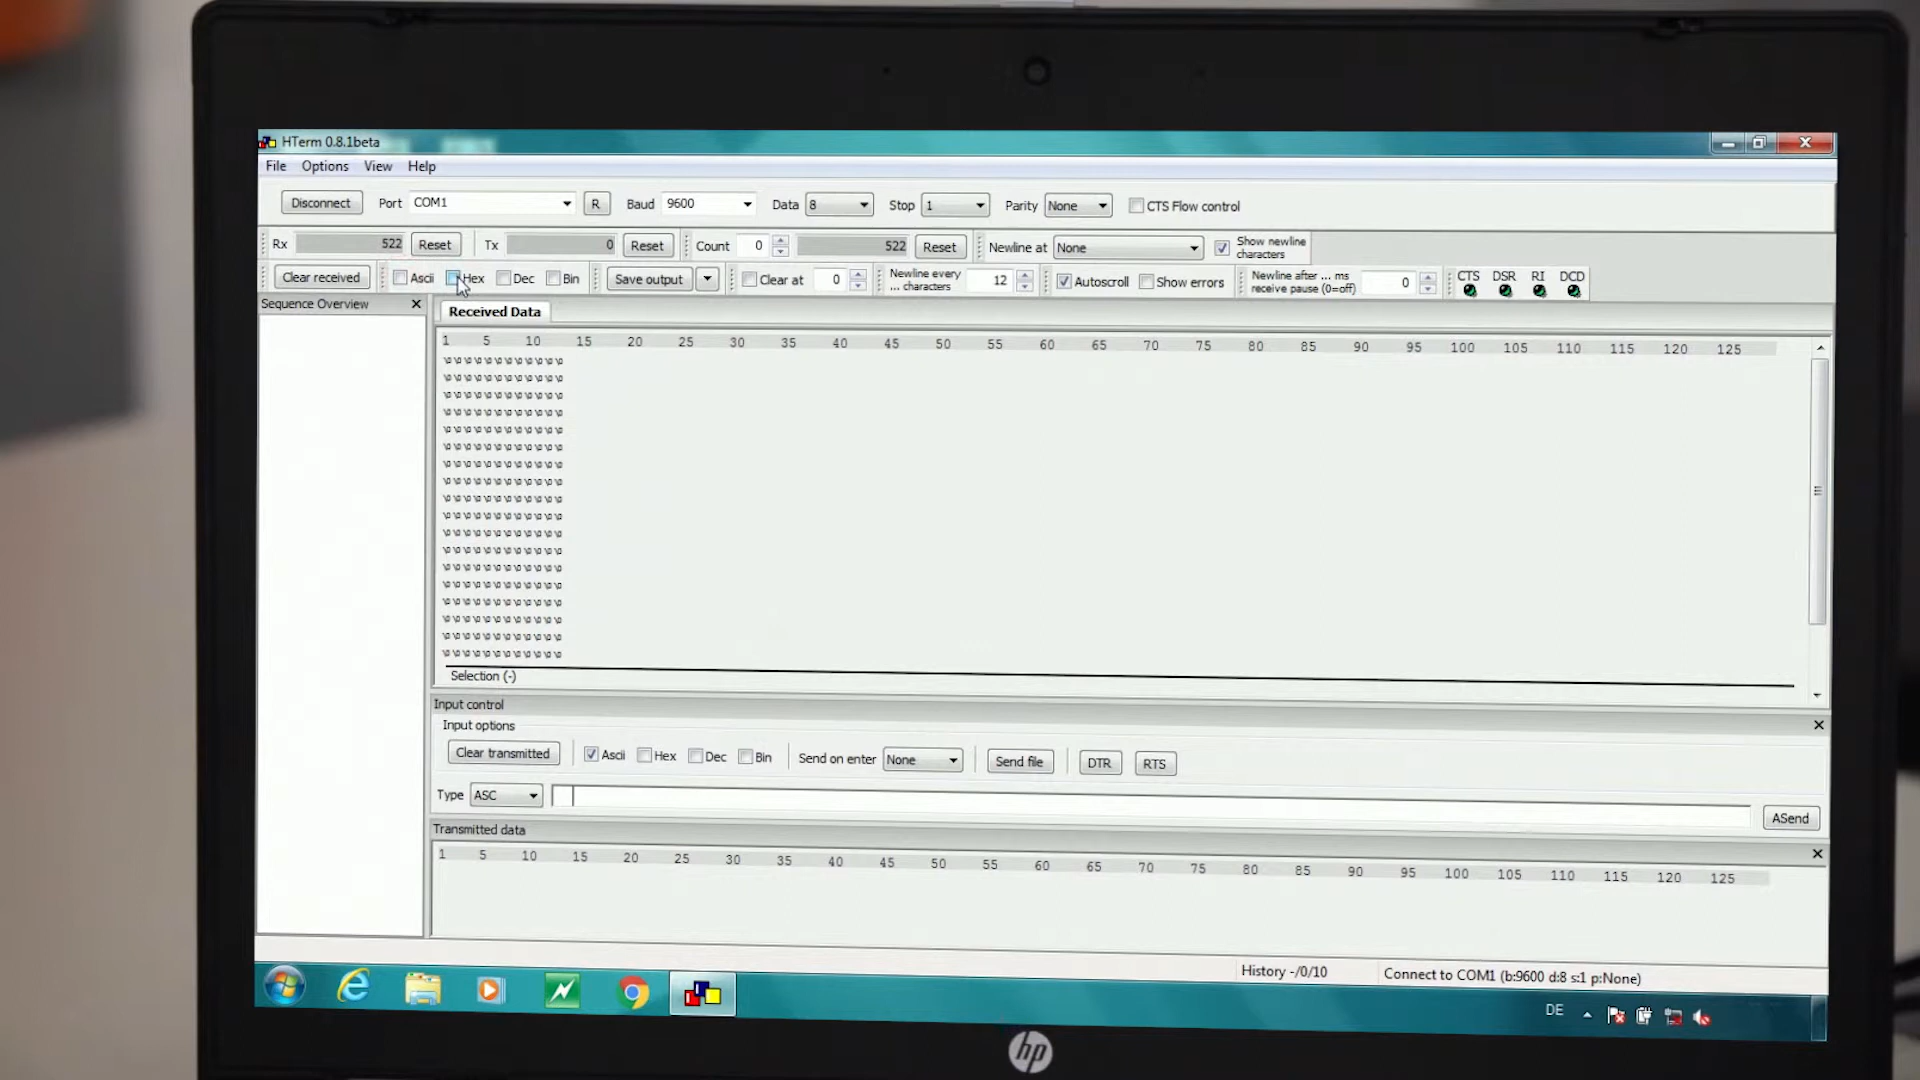 HTerm 0.8.1beta
File Options View Help
Disconnect Port COM1 R Baud 9600 Data 8 Stop 1 Parity None CTS Flow control
Rx 522 Reset Tx 0 Reset Count 0 522 Reset Newline at None Show newline characters
Clear received Ascii Hex Dec Bin Save output Clear at 0 Newline every ... characters 12 Autoscroll Show errors Newline after ... ms receive pause (0=off) 0 CTS DSR RI DCD
Sequence Overview
Received Data
1 5 10 15 20 25 30 35 40 45 50 55 60 65 70 75 80 85 90 95 100 105 110 115 120 125
Selection (-)
Input control
Input options
Clear transmitted Ascii Hex Dec Bin Send on enter None Send file DTR RTS
Type ASC ASend
Transmitted data
1 5 10 15 20 25 30 35 40 45 50 55 60 65 70 75 80 85 90 95 100 105 110 115 120 125
History -/0/10 Connect to COM1 (b:9600 d:8 s:1 p:None)
DE
hp